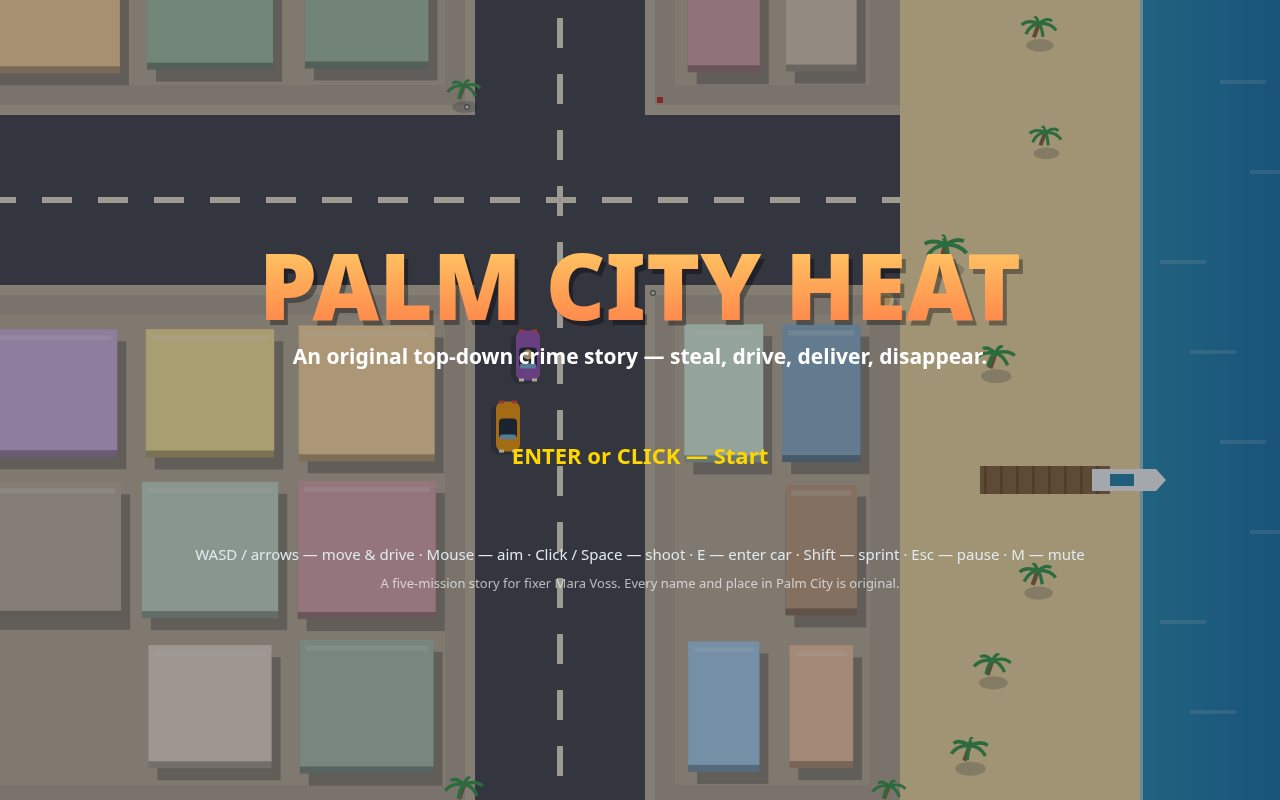 PALM CITY HEAT
An original top-down crime story — steal, drive, deliver, disappear.
ENTER or CLICK — Start
WASD / arrows — move & drive · Mouse — aim · Click / Space — shoot · E — enter car · Shift — sprint · Esc — pause · M — mute
A five-mission story for fixer Mara Voss. Every name and place in Palm City is original.